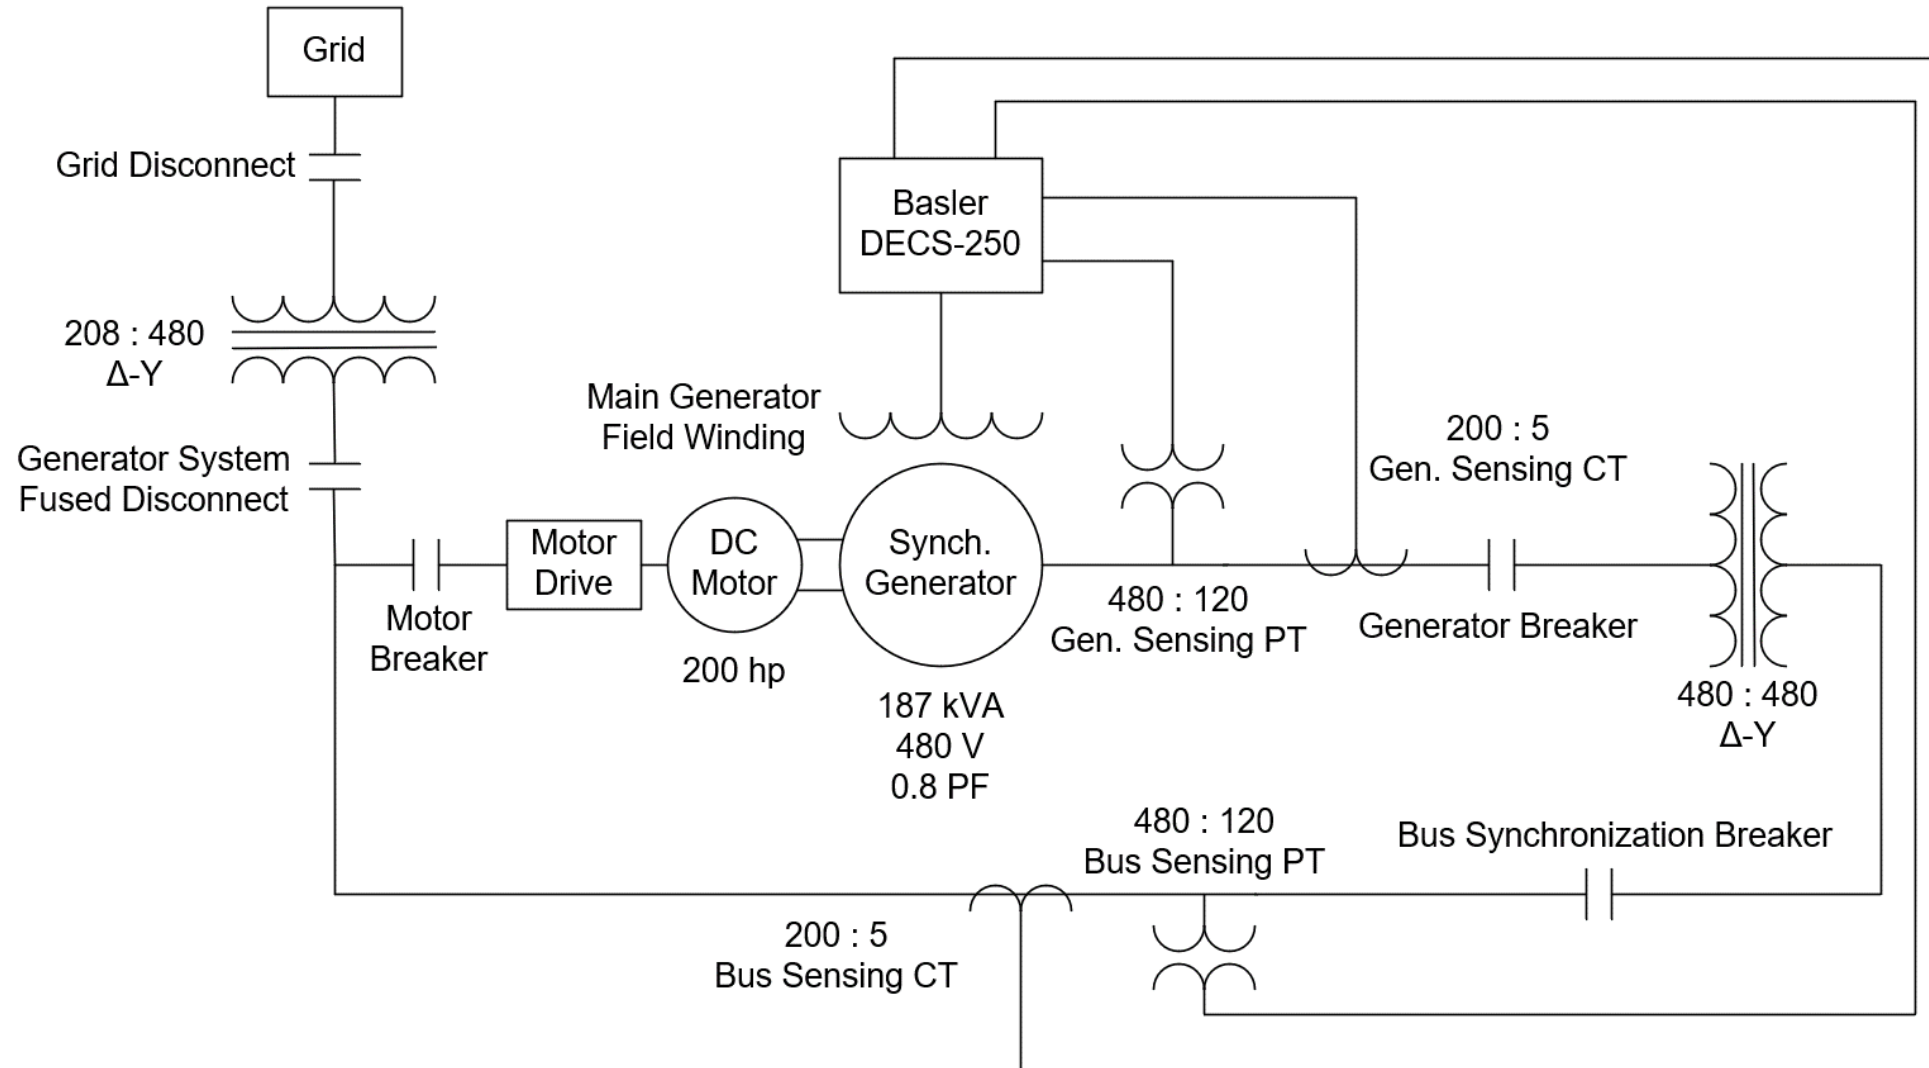 Grid
Grid Disconnect
208 : 480
Δ-Y
Generator System
Fused Disconnect
Motor
Breaker
Motor
Drive
DC
Motor
200 hp
Main Generator
Field Winding
Basler
DECS-250
Synch.
Generator
187 kVA
480 V
0.8 PF
480 : 120
Gen. Sensing PT
200 : 5
Gen. Sensing CT
Generator Breaker
480 : 480
Δ-Y
Bus Synchronization Breaker
480 : 120
Bus Sensing PT
200 : 5
Bus Sensing CT